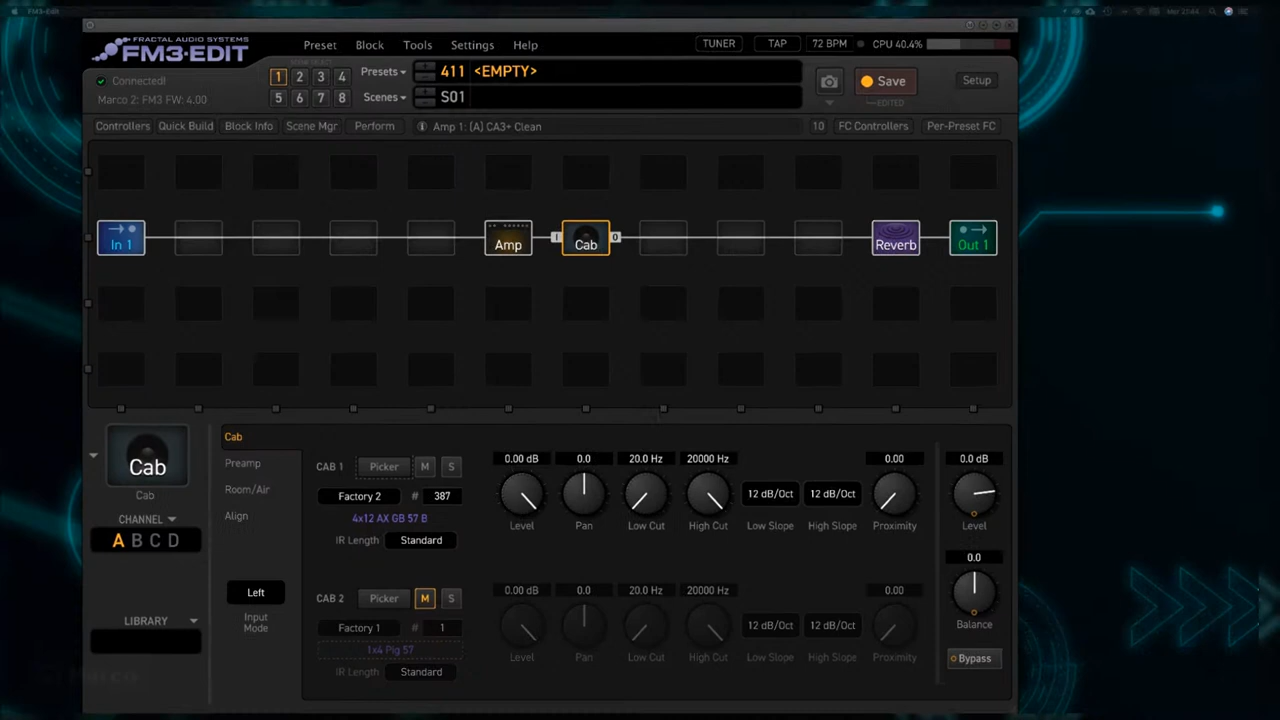 FM3-Edit
FRACTAL AUDIO SYSTEMS
FM3•EDIT
Preset Block Tools Settings Help
TUNER TAP 72 BPM CPU 40.4%
Connected!
Marco 2: FM3 FW: 4.00
SCENE SELECT
1 2 3 4
5 6 7 8
Presets 411 <EMPTY>
Scenes S01
Save
EDITED
Setup
Controllers Quick Build Block Info Scene Mgr Perform Amp 1: (A) CA3+ Clean 10 FC Controllers Per-Preset FC
In 1 Amp I Cab O Reverb Out 1
Cab
Cab
CHANNEL
A B C D
LIBRARY
Cab
Preamp
Room/Air
Align
Left
Input
Mode
CAB 1 Picker M S
Factory 2 # 387
4x12 AX GB 57 B
IR Length Standard
0.00 dB 0.0 20.0 Hz 20000 Hz 0.00
12 dB/Oct 12 dB/Oct
Level Pan Low Cut High Cut Low Slope High Slope Proximity
CAB 2 Picker M S
Factory 1 # 1
1x4 Pig 57
IR Length Standard
0.00 dB 0.0 20.0 Hz 20000 Hz 0.00
12 dB/Oct 12 dB/Oct
Level Pan Low Cut High Cut Low Slope High Slope Proximity
0.0 dB
Level
0.0
Balance
Bypass